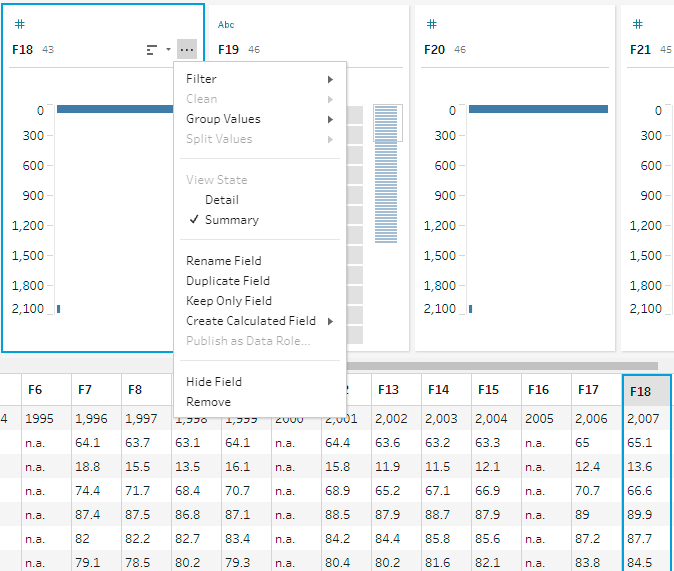 Abc
F18 43
F19 46
F20 46
F21 45
0
300
600
900
1,200
1,500
1,800
2,100
Filter
Clean
Group Values
Split Values
View State
Detail
✓ Summary
Rename Field
Duplicate Field
Keep Only Field
Create Calculated Field
Publish as Data Role...
Hide Field
Remove
0
300
600
900
1,200
1,500
1,800
2,100
0
300
600
900
1,200
1,500
1,800
2,100
F6 F7 F8 F13 F14 F15 F16 F17 F18
4 1995 1,996 1,997 1,998 1,999 2000 2,001 2,002 2,003 2,004 2005 2,006 2,007
n.a. 64.1 63.7 63.1 64.1 n.a. 64.4 63.6 63.2 63.3 n.a. 65 65.1
n.a. 18.8 15.5 13.5 16.1 n.a. 15.8 11.9 11.5 12.1 n.a. 12.4 13.6
n.a. 74.4 71.7 68.4 70.7 n.a. 68.9 65.2 67.1 66.9 n.a. 70.7 66.6
n.a. 87.4 87.5 86.8 87.1 n.a. 88.5 87.9 88.7 87.9 n.a. 89 89.9
n.a. 82 82.2 82.7 83.4 n.a. 84.2 84.4 85.8 85.6 n.a. 87.2 87.7
n.a. 79.1 78.5 80.2 79.3 n.a. 80.4 80.2 81.6 82.1 n.a. 83.8 84.5